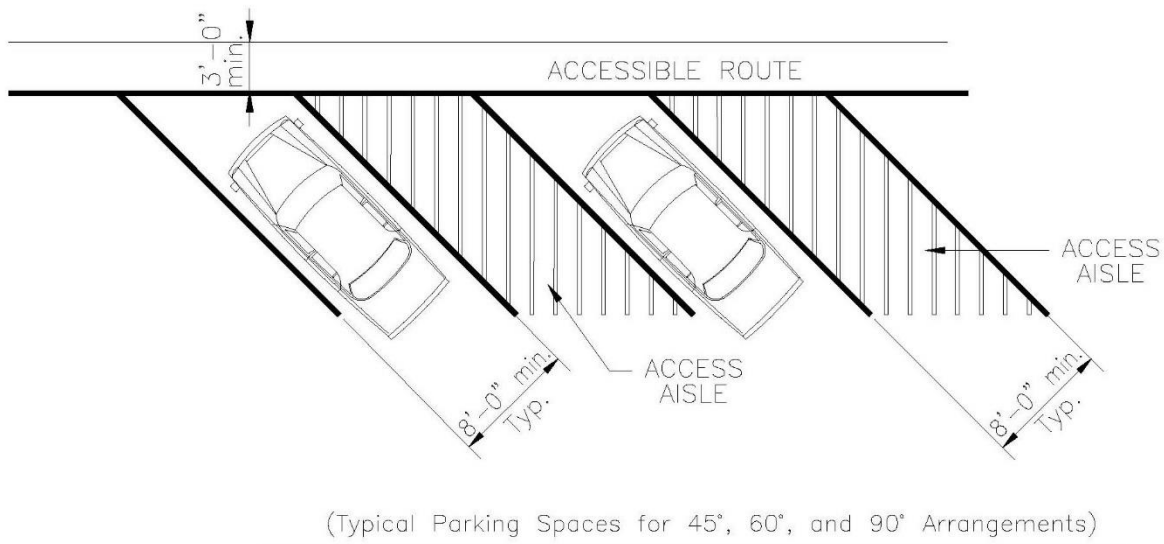 3'-0"
min.
ACCESSIBLE ROUTE
ACCESS
AISLE
ACCESS
AISLE
8'-0" min.
Typ.
8'-0" min.
Typ.
(Typical Parking Spaces for 45°, 60°, and 90° Arrangements)